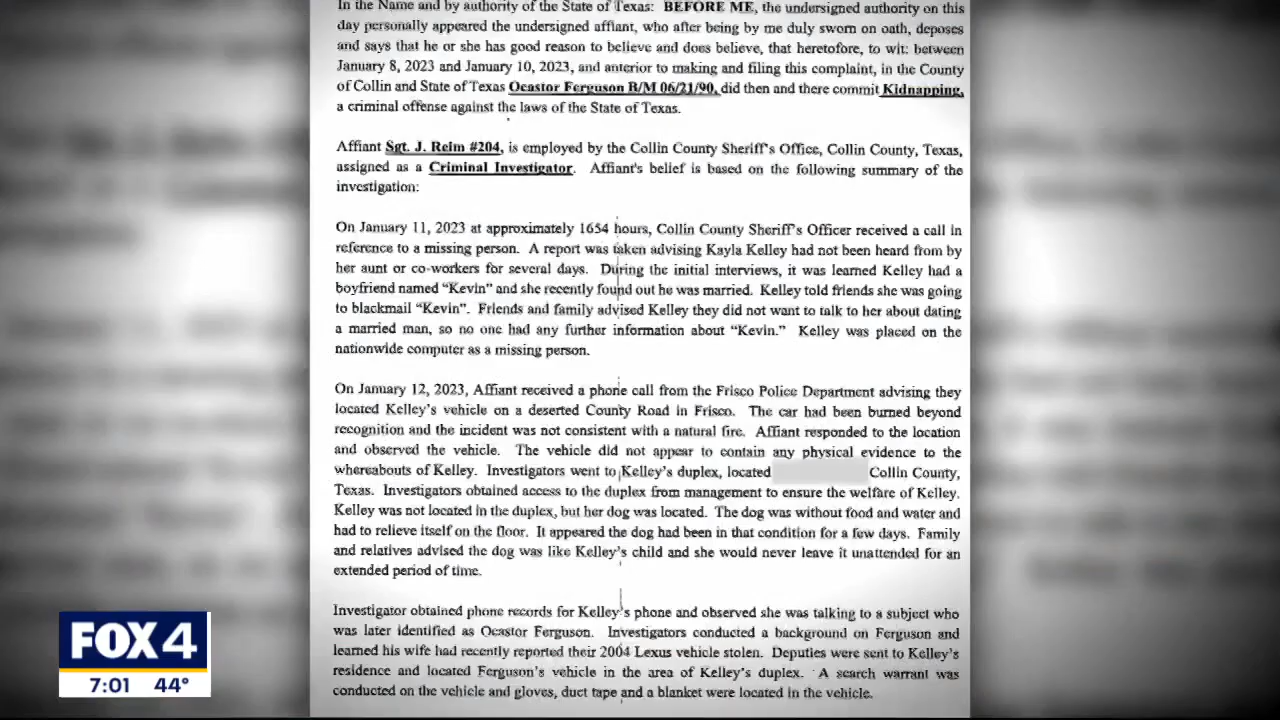 In the Name and by authority of the State of Texas: BEFORE ME, the undersigned authority on this
day personally appeared the undersigned affiant, who after being by me duly sworn on oath, deposes
and says that he or she has good reason to believe and does believe, that heretofore, to wit: between
January 8, 2023 and January 10, 2023, and anterior to making and filing this complaint, in the County
of Collin and State of Texas Ocastor Ferguson B/M 06/21/90, did then and there commit Kidnapping,
a criminal offense against the laws of the State of Texas.
Affiant Sgt. J. Reim #204, is employed by the Collin County Sheriff's Office, Collin County, Texas,
assigned as a Criminal Investigator. Affiant's belief is based on the following summary of the
investigation:
On January 11, 2023 at approximately 1654 hours, Collin County Sheriff's Officer received a call in
reference to a missing person. A report was taken advising Kayla Kelley had not been heard from by
her aunt or co-workers for several days. During the initial interviews, it was learned Kelley had a
boyfriend named "Kevin" and she recently found out he was married. Kelley told friends she was going
to blackmail "Kevin". Friends and family advised Kelley they did not want to talk to her about dating
a married man, so no one had any further information about "Kevin." Kelley was placed on the
nationwide computer as a missing person.
On January 12, 2023, Affiant received a phone call from the Frisco Police Department advising they
located Kelley's vehicle on a deserted County Road in Frisco. The car had been burned beyond
recognition and the incident was not consistent with a natural fire. Affiant responded to the location
and observed the vehicle. The vehicle did not appear to contain any physical evidence to the
whereabouts of Kelley. Investigators went to Kelley's duplex, located Collin County,
Texas. Investigators obtained access to the duplex from management to ensure the welfare of Kelley.
Kelley was not located in the duplex, but her dog was located. The dog was without food and water and
had to relieve itself on the floor. It appeared the dog had been in that condition for a few days. Family
and relatives advised the dog was like Kelley's child and she would never leave it unattended for an
extended period of time.
Investigator obtained phone records for Kelley's phone and observed she was talking to a subject who
was later identified as Ocastor Ferguson. Investigators conducted a background on Ferguson and
learned his wife had recently reported their 2004 Lexus vehicle stolen. Deputies were sent to Kelley's
residence and located Ferguson's vehicle in the area of Kelley's duplex. A search warrant was
conducted on the vehicle and gloves, duct tape and a blanket were located in the vehicle.
FOX 4
7:01 44°